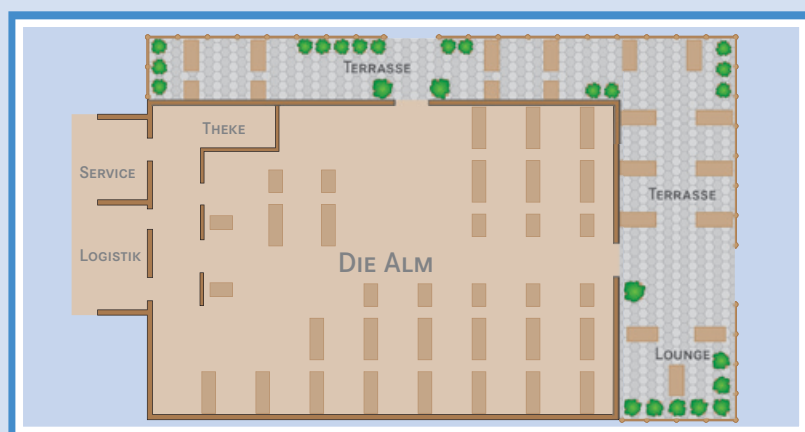 TERRASSE
THEKE
SERVICE
TERRASSE
LOGISTIK
DIE ALM
LOUNGE